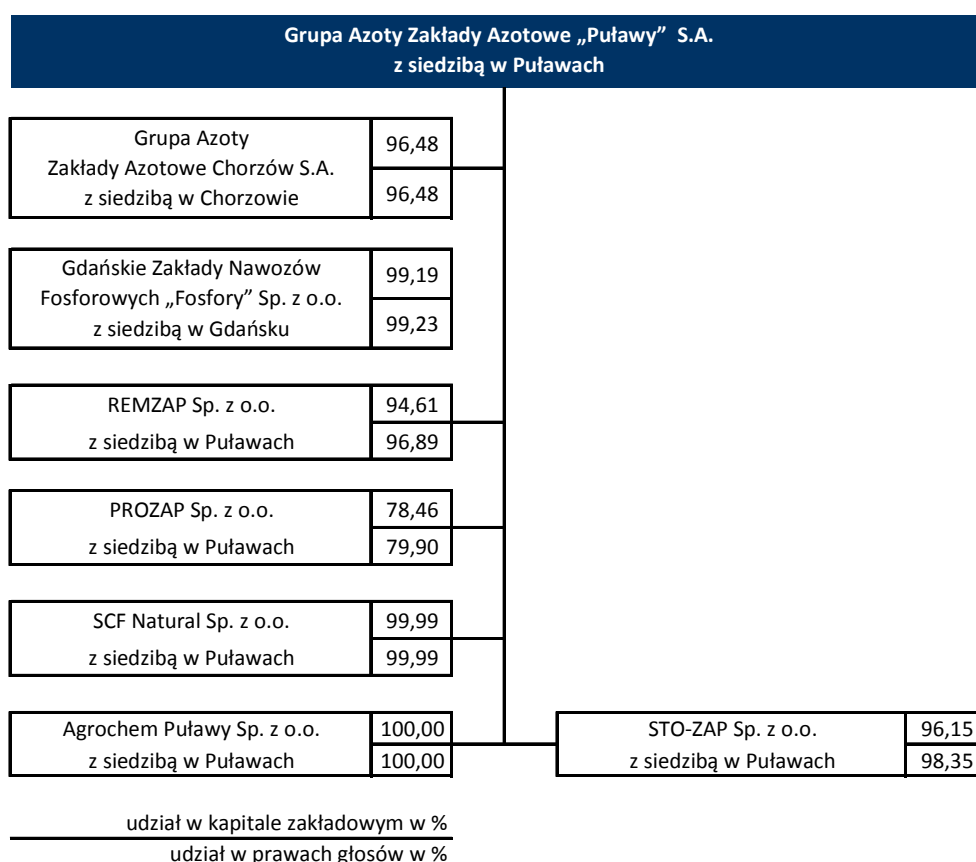 Grupa Azoty Zakłady Azotowe „Puławy” S.A.
z siedzibą w Puławach
Grupa Azoty
Zakłady Azotowe Chorzów S.A.
z siedzibą w Chorzowie
96,48
96,48
Gdańskie Zakłady Nawozów
Fosforowych „Fosfory” Sp. z o.o.
z siedzibą w Gdańsku
99,19
99,23
REMZAP Sp. z o.o.
z siedzibą w Puławach
94,61
96,89
PROZAP Sp. z o.o.
z siedzibą w Puławach
78,46
79,90
SCF Natural Sp. z o.o.
z siedzibą w Puławach
99,99
99,99
Agrochem Puławy Sp. z o.o.
z siedzibą w Puławach
100,00
100,00
STO-ZAP Sp. z o.o.
z siedzibą w Puławach
96,15
98,35
udział w kapitale zakładowym w %
udział w prawach głosów w %